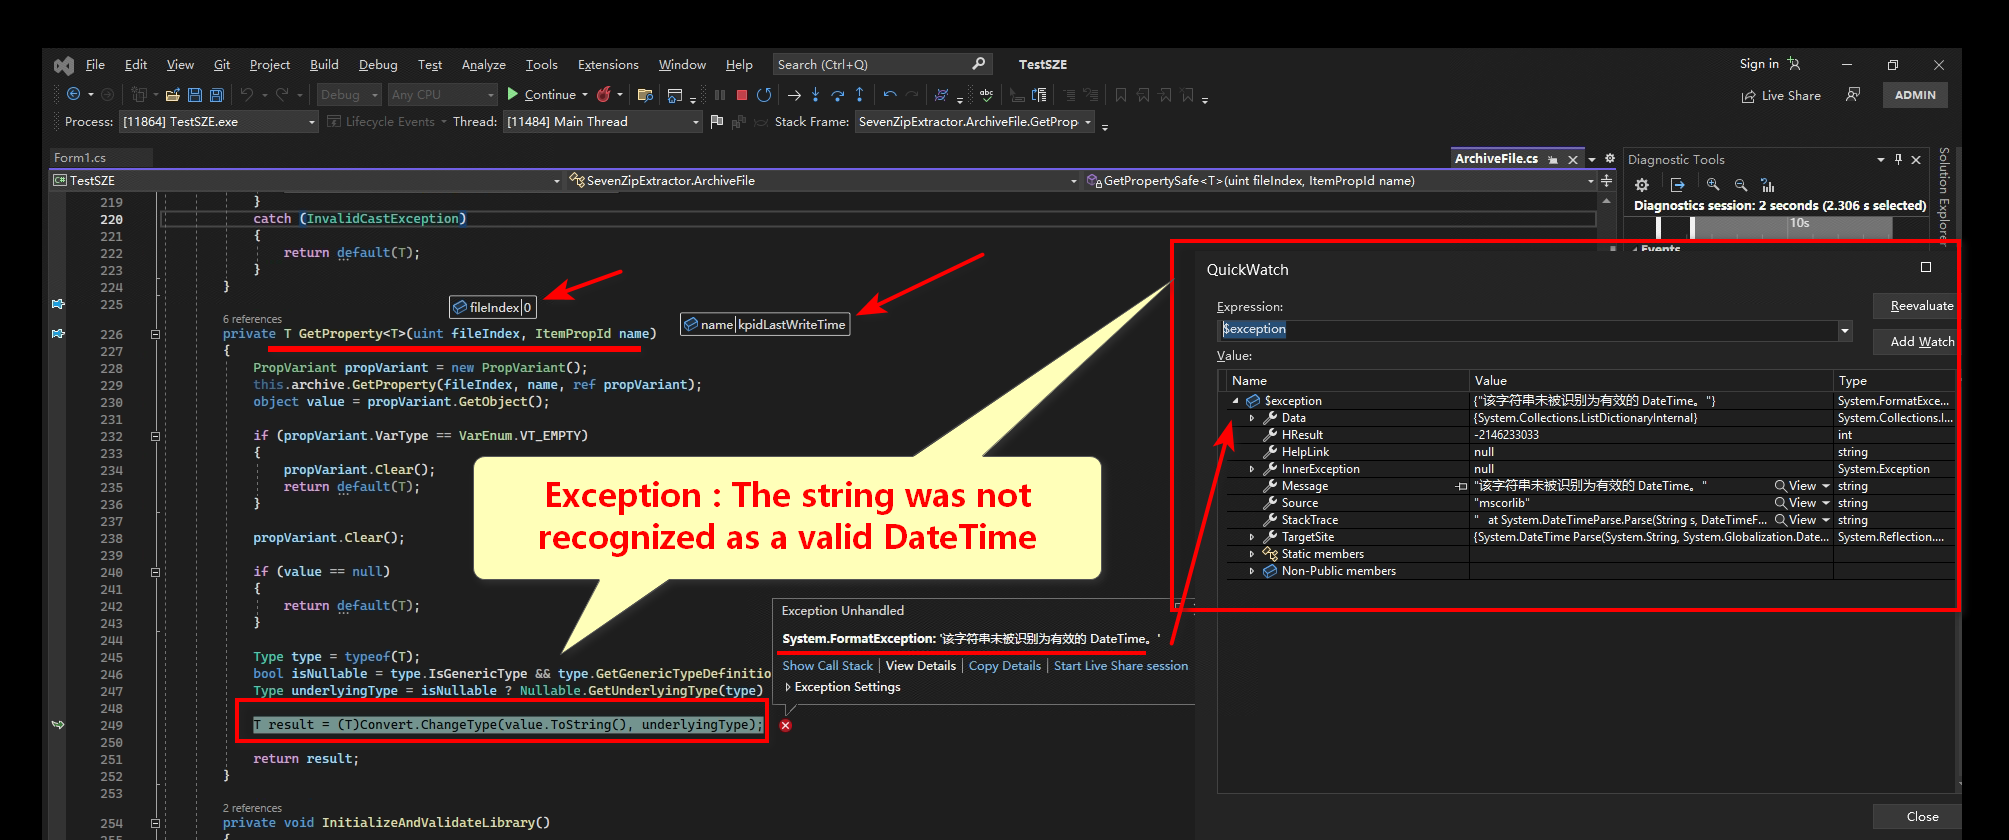 File Edit View Git Project Build Debug Test Analyze Tools Extensions Window Help Search (Ctrl+Q) TestSZE Sign in
Debug Any CPU Continue abc Live Share ADMIN
Process: [11864] TestSZE.exe Lifecycle Events Thread: [11484] Main Thread Stack Frame: SevenZipExtractor.ArchiveFile.GetProp
Form1.cs ArchiveFile.cs
C# TestSZE SevenZipExtractor.ArchiveFile GetPropertySafe<T>(uint fileIndex, ItemPropId name)
219 }
220 catch (InvalidCastException)
221 {
222 return default(T);
223 }
224 }
225
fileIndex|0
name|kpidLastWriteTime
6 references
226 private T GetProperty<T>(uint fileIndex, ItemPropId name)
227 {
228 PropVariant propVariant = new PropVariant();
229 this.archive.GetProperty(fileIndex, name, ref propVariant);
230 object value = propVariant.GetObject();
231
232 if (propVariant.VarType == VarEnum.VT_EMPTY)
233 {
234 propVariant.Clear();
235 return default(T);
236 }
237
238 propVariant.Clear();
239
240 if (value == null)
241 {
242 return default(T);
243 }
244
245 Type type = typeof(T);
246 bool isNullable = type.IsGenericType && type.GetGenericTypeDefinitio
247 Type underlyingType = isNullable ? Nullable.GetUnderlyingType(type)
248
249 T result = (T)Convert.ChangeType(value.ToString(), underlyingType);
250
251 return result;
252 }
253
2 references
254 private void InitializeAndValidateLibrary()
255 {
Exception : The string was not
recognized as a valid DateTime
Exception Unhandled
System.FormatException: '该字符串未被识别为有效的 DateTime。'
Show Call Stack | View Details | Copy Details | Start Live Share session
Exception Settings
Diagnostic Tools
Diagnostics session: 2 seconds (2.306 s selected)
10s
Events
Solution Explorer
QuickWatch
Expression:
Reevaluate
$exception
Add Watch
Value:
Name Value Type
$exception {"该字符串未被识别为有效的 DateTime。"} System.FormatExce...
Data {System.Collections.ListDictionaryInternal} System.Collections.I...
HResult -2146233033 int
HelpLink null string
InnerException null System.Exception
Message "该字符串未被识别为有效的 DateTime。" View string
Source "mscorlib" View string
StackTrace " at System.DateTimeParse.Parse(String s, DateTimeF... View string
TargetSite {System.DateTime Parse(System.String, System.Globalization.Date... System.Reflection....
Static members
Non-Public members
Close